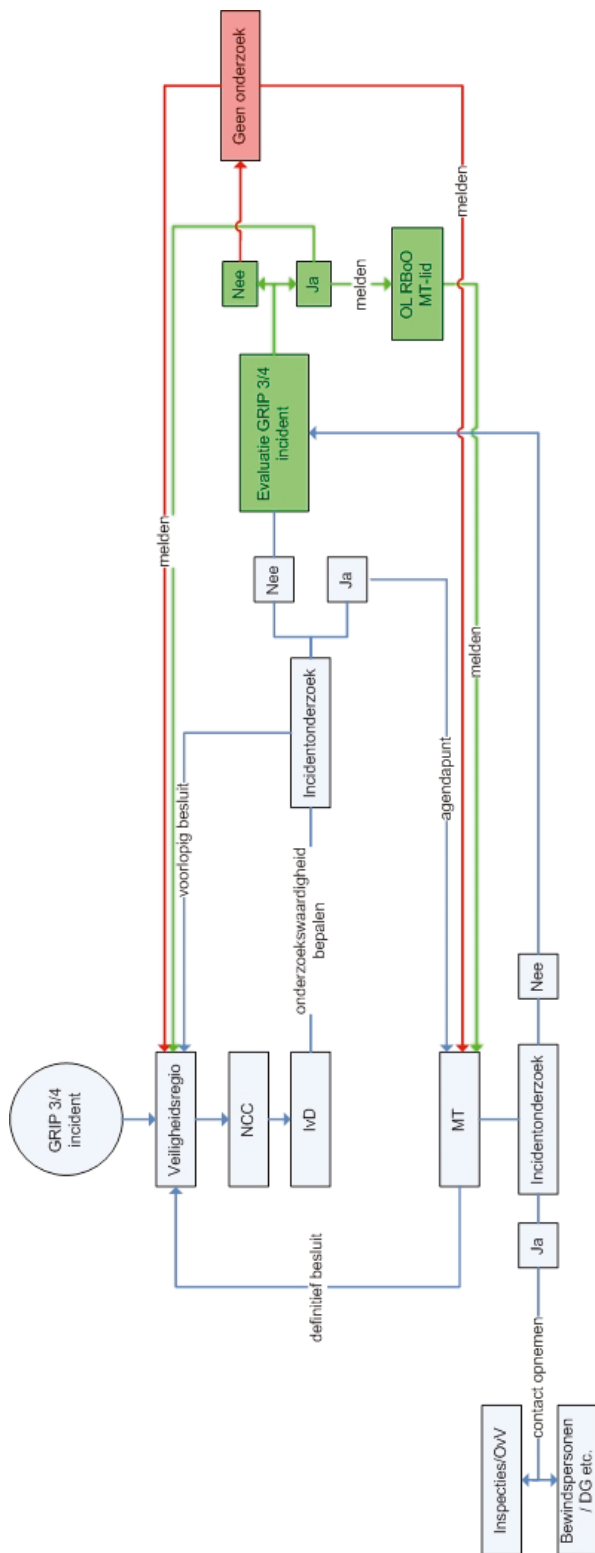 GRIP 3/4
incident
Veiligheidsregio
melden
voorlopig besluit
NCC
IvD
onderzoekswaardigheid
bepalen
Incidentonderzoek
Nee
Ja
Evaluatie GRIP 3/4
incident
Nee
Ja
Geen onderzoek
melden
OL RBoO
MT-lid
melden
melden
agendapunt
definitief besluit
MT
Incidentonderzoek
Nee
Ja
contact opnemen
Inspecties/OvV
Bewindspersonen
/ DG etc.